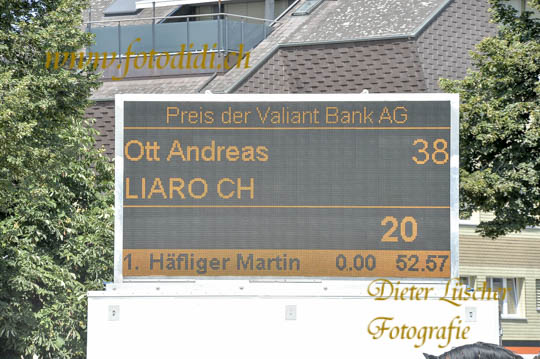 www.fotodidi.ch
Preis der Valiant Bank AG
Ott Andreas 38
LIARO CH
20
1. Häfliger Martin 0.00 52.57
Dieter Lüscher
Fotografie